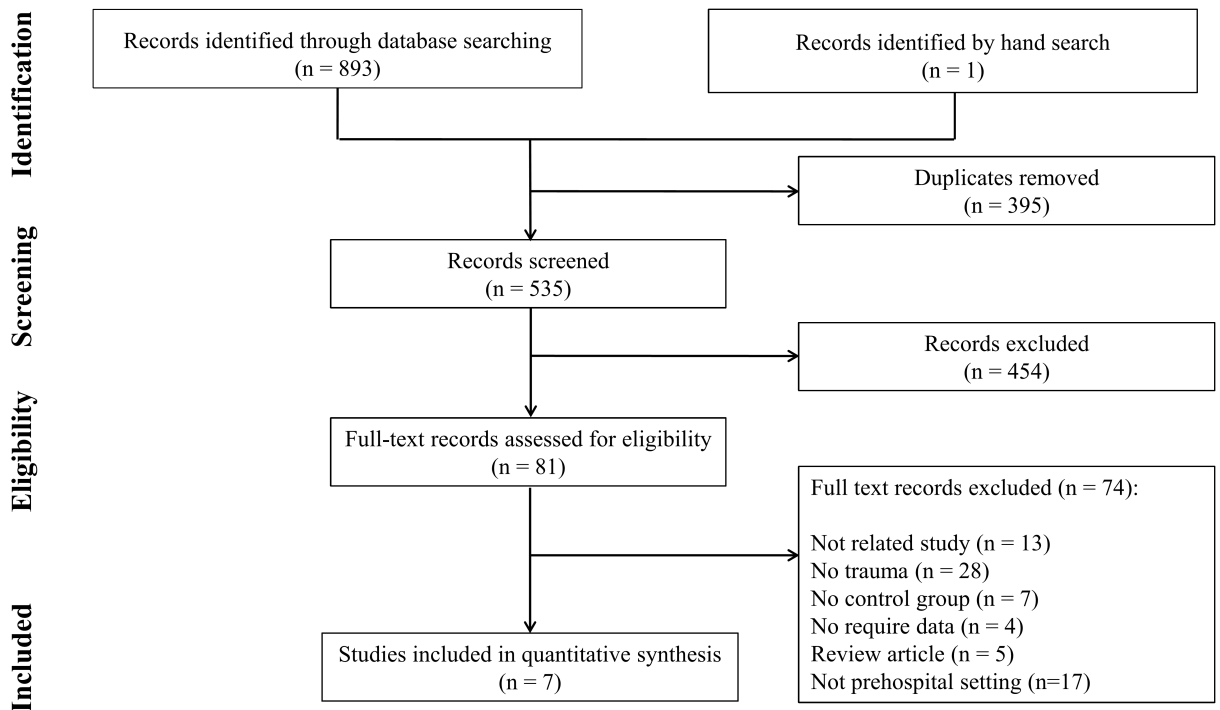 Identification
Records identified through database searching
(n = 893)
Records identified by hand search
(n = 1)
Duplicates removed
(n = 395)
Screening
Records screened
(n = 535)
Records excluded
(n = 454)
Eligibility
Full-text records assessed for eligibility
(n = 81)
Full text records excluded (n = 74):
Not related study (n = 13)
No trauma (n = 28)
No control group (n = 7)
No require data (n = 4)
Review article (n = 5)
Not prehospital setting (n=17)
Included
Studies included in quantitative synthesis
(n = 7)